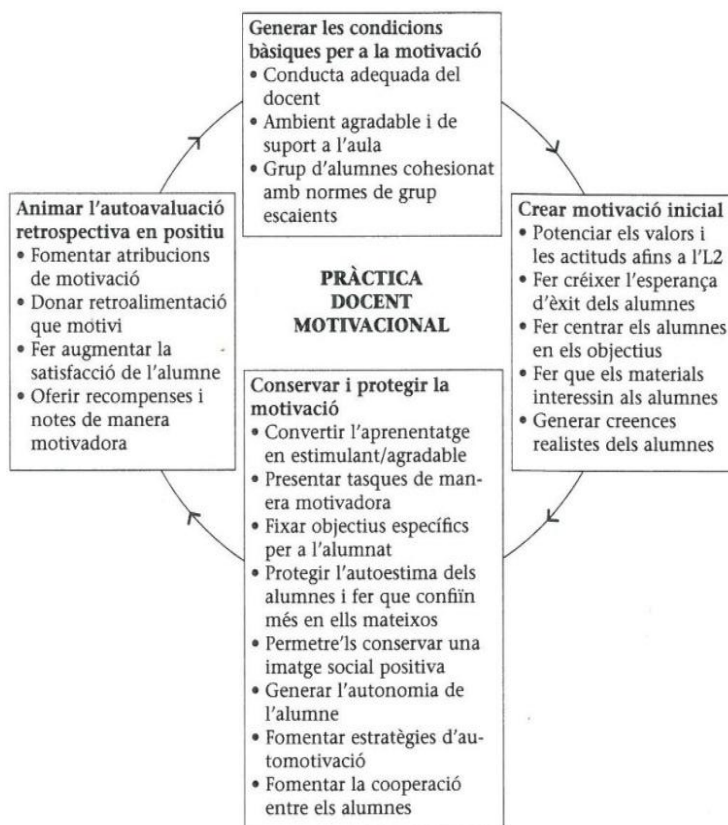 Generar les condicions
bàsiques per a la motivació
• Conducta adequada del
docent
• Ambient agradable i de
suport a l'aula
• Grup d'alumnes cohesionat
amb normes de grup
escaients
Crear motivació inicial
• Potenciar els valors i
les actituds afins a l'L2
• Fer créixer l'esperança
d'èxit dels alumnes
• Fer centrar els alumnes
en els objectius
• Fer que els materials
interessin als alumnes
• Generar creences
realistes dels alumnes
PRÀCTICA
DOCENT
MOTIVACIONAL
Conservar i protegir la
motivació
• Convertir l'aprenentatge
en estimulant/agradable
• Presentar tasques de man-
era motivadora
• Fixar objectius específics
per a l'alumnat
• Protegir l'autoestima dels
alumnes i fer que confiïn
més en ells mateixos
• Permetre'ls conservar una
imatge social positiva
• Generar l'autonomia de
l'alumne
• Fomentar estratègies d'au-
tomotivació
• Fomentar la cooperació
entre els alumnes
Animar l'autoavaluació
retrospectiva en positiu
• Fomentar atribucions
de motivació
• Donar retroalimentació
que motivi
• Fer augmentar la
satisfacció de l'alumne
• Oferir recompenses i
notes de manera
motivadora